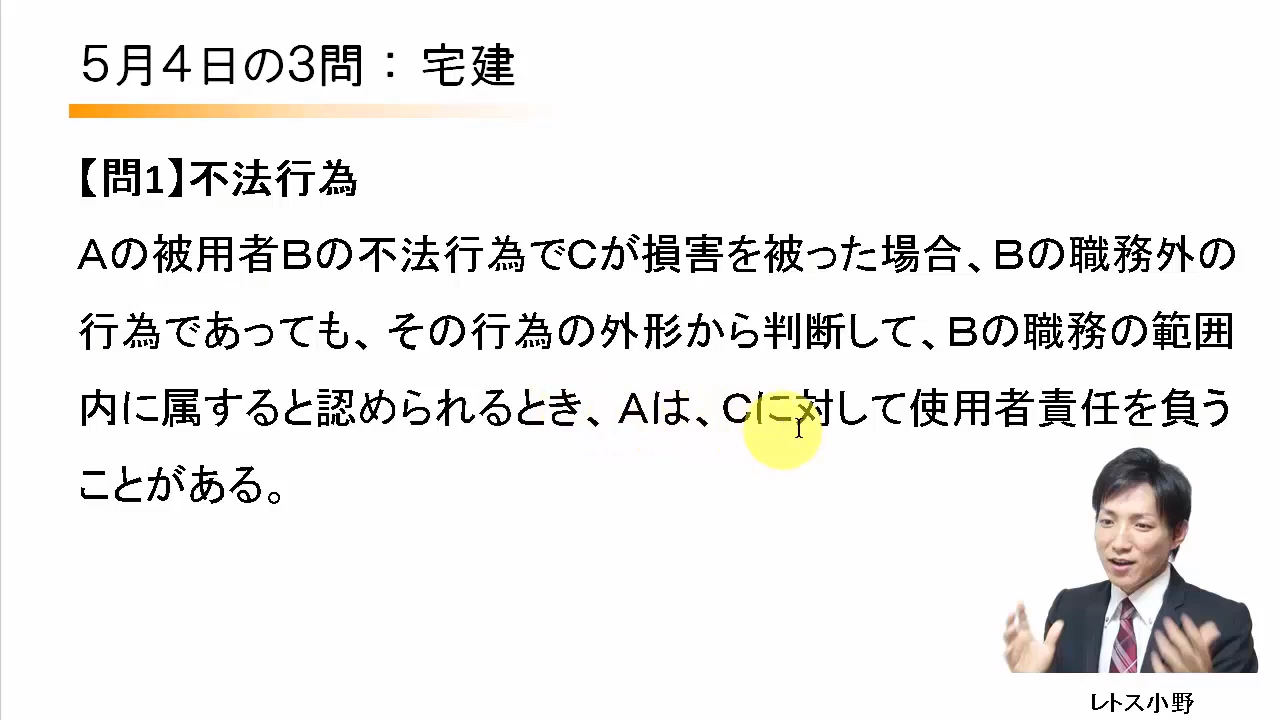 ５月４日の３問： 宅建
【問1】不法行為
Ａの被用者Ｂの不法行為でＣが損害を被った場合、Ｂの職務外の
行為であっても、その行為の外形から判断して、Ｂの職務の範囲
内に属すると認められるとき、Ａは、Ｃに対して使用者責任を負う
ことがある。
レトス小野